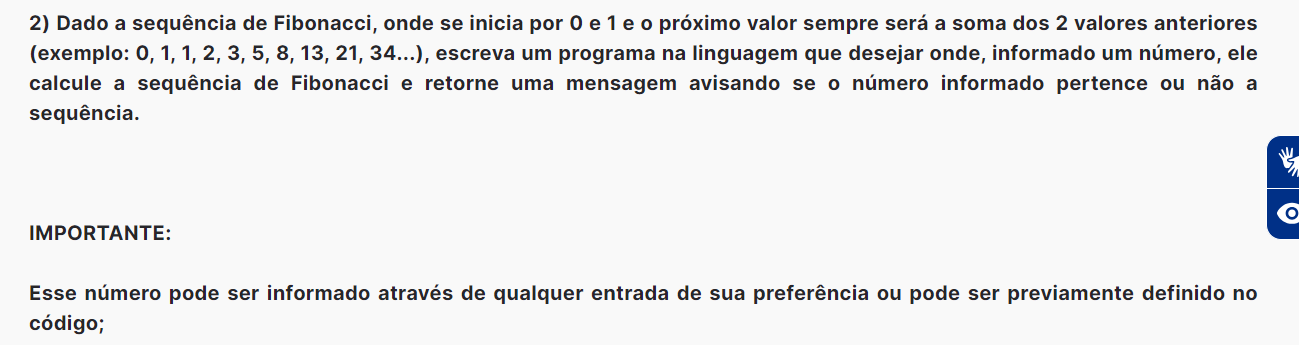 2) Dado a sequência de Fibonacci, onde se inicia por 0 e 1 e o próximo valor sempre será a soma dos 2 valores anteriores
(exemplo: 0, 1, 1, 2, 3, 5, 8, 13, 21, 34...), escreva um programa na linguagem que desejar onde, informado um número, ele
calcule a sequência de Fibonacci e retorne uma mensagem avisando se o número informado pertence ou não a
sequência.
IMPORTANTE:
Esse número pode ser informado através de qualquer entrada de sua preferência ou pode ser previamente definido no
código;